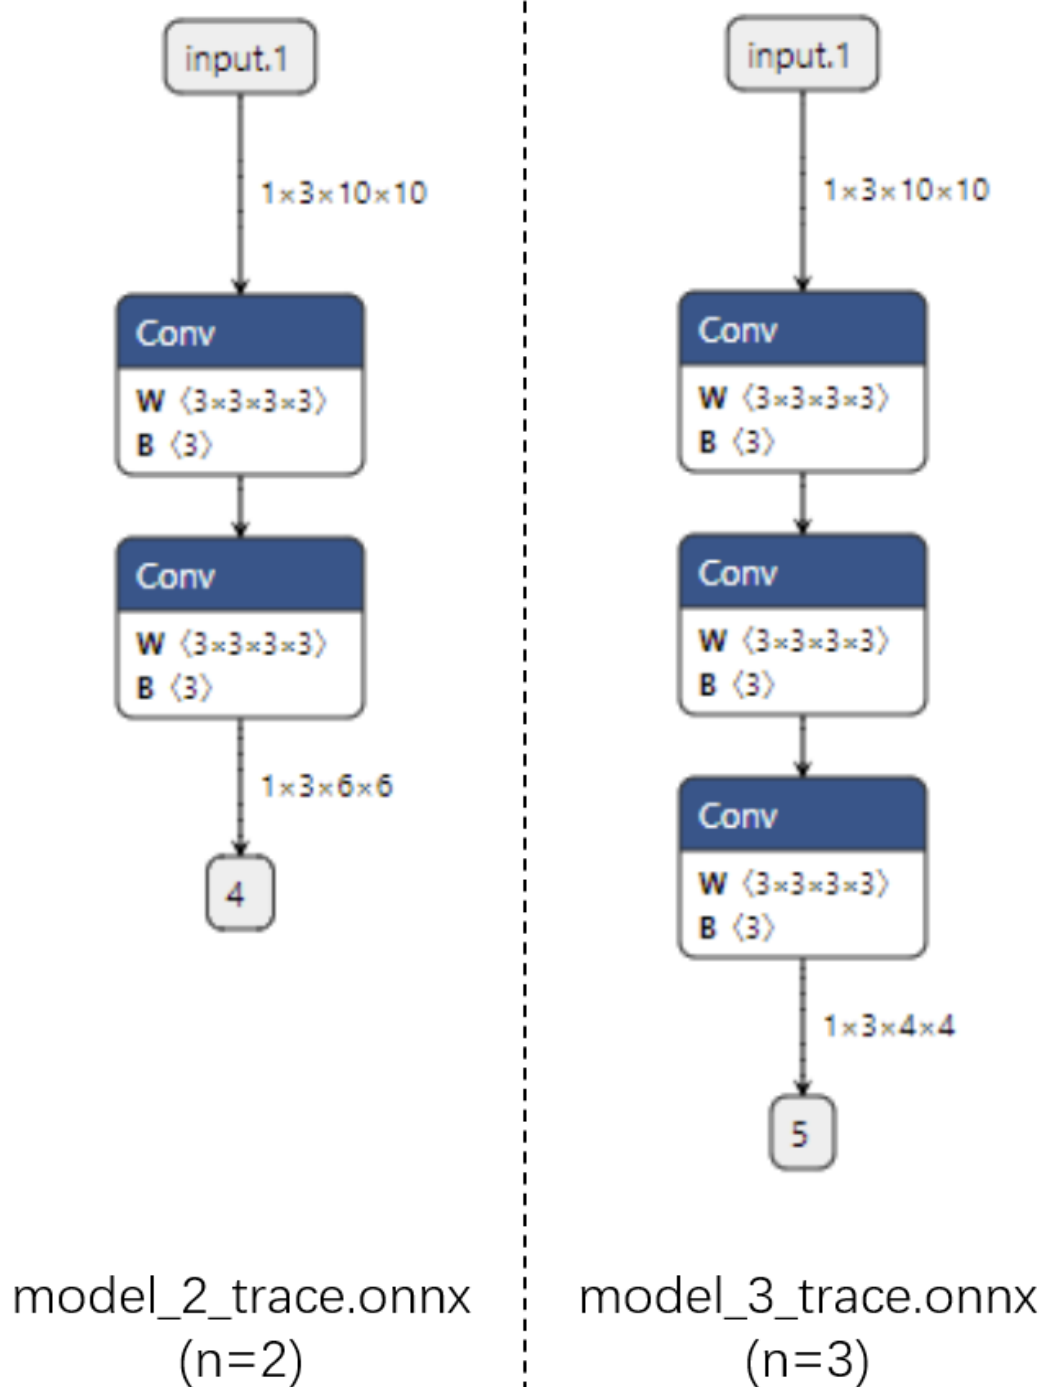 input.1
1×3×10×10
Conv
W ⟨3×3×3×3⟩
B ⟨3⟩
Conv
W ⟨3×3×3×3⟩
B ⟨3⟩
1×3×6×6
4
model_2_trace.onnx
(n=2)
input.1
1×3×10×10
Conv
W ⟨3×3×3×3⟩
B ⟨3⟩
Conv
W ⟨3×3×3×3⟩
B ⟨3⟩
Conv
W ⟨3×3×3×3⟩
B ⟨3⟩
1×3×4×4
5
model_3_trace.onnx
(n=3)